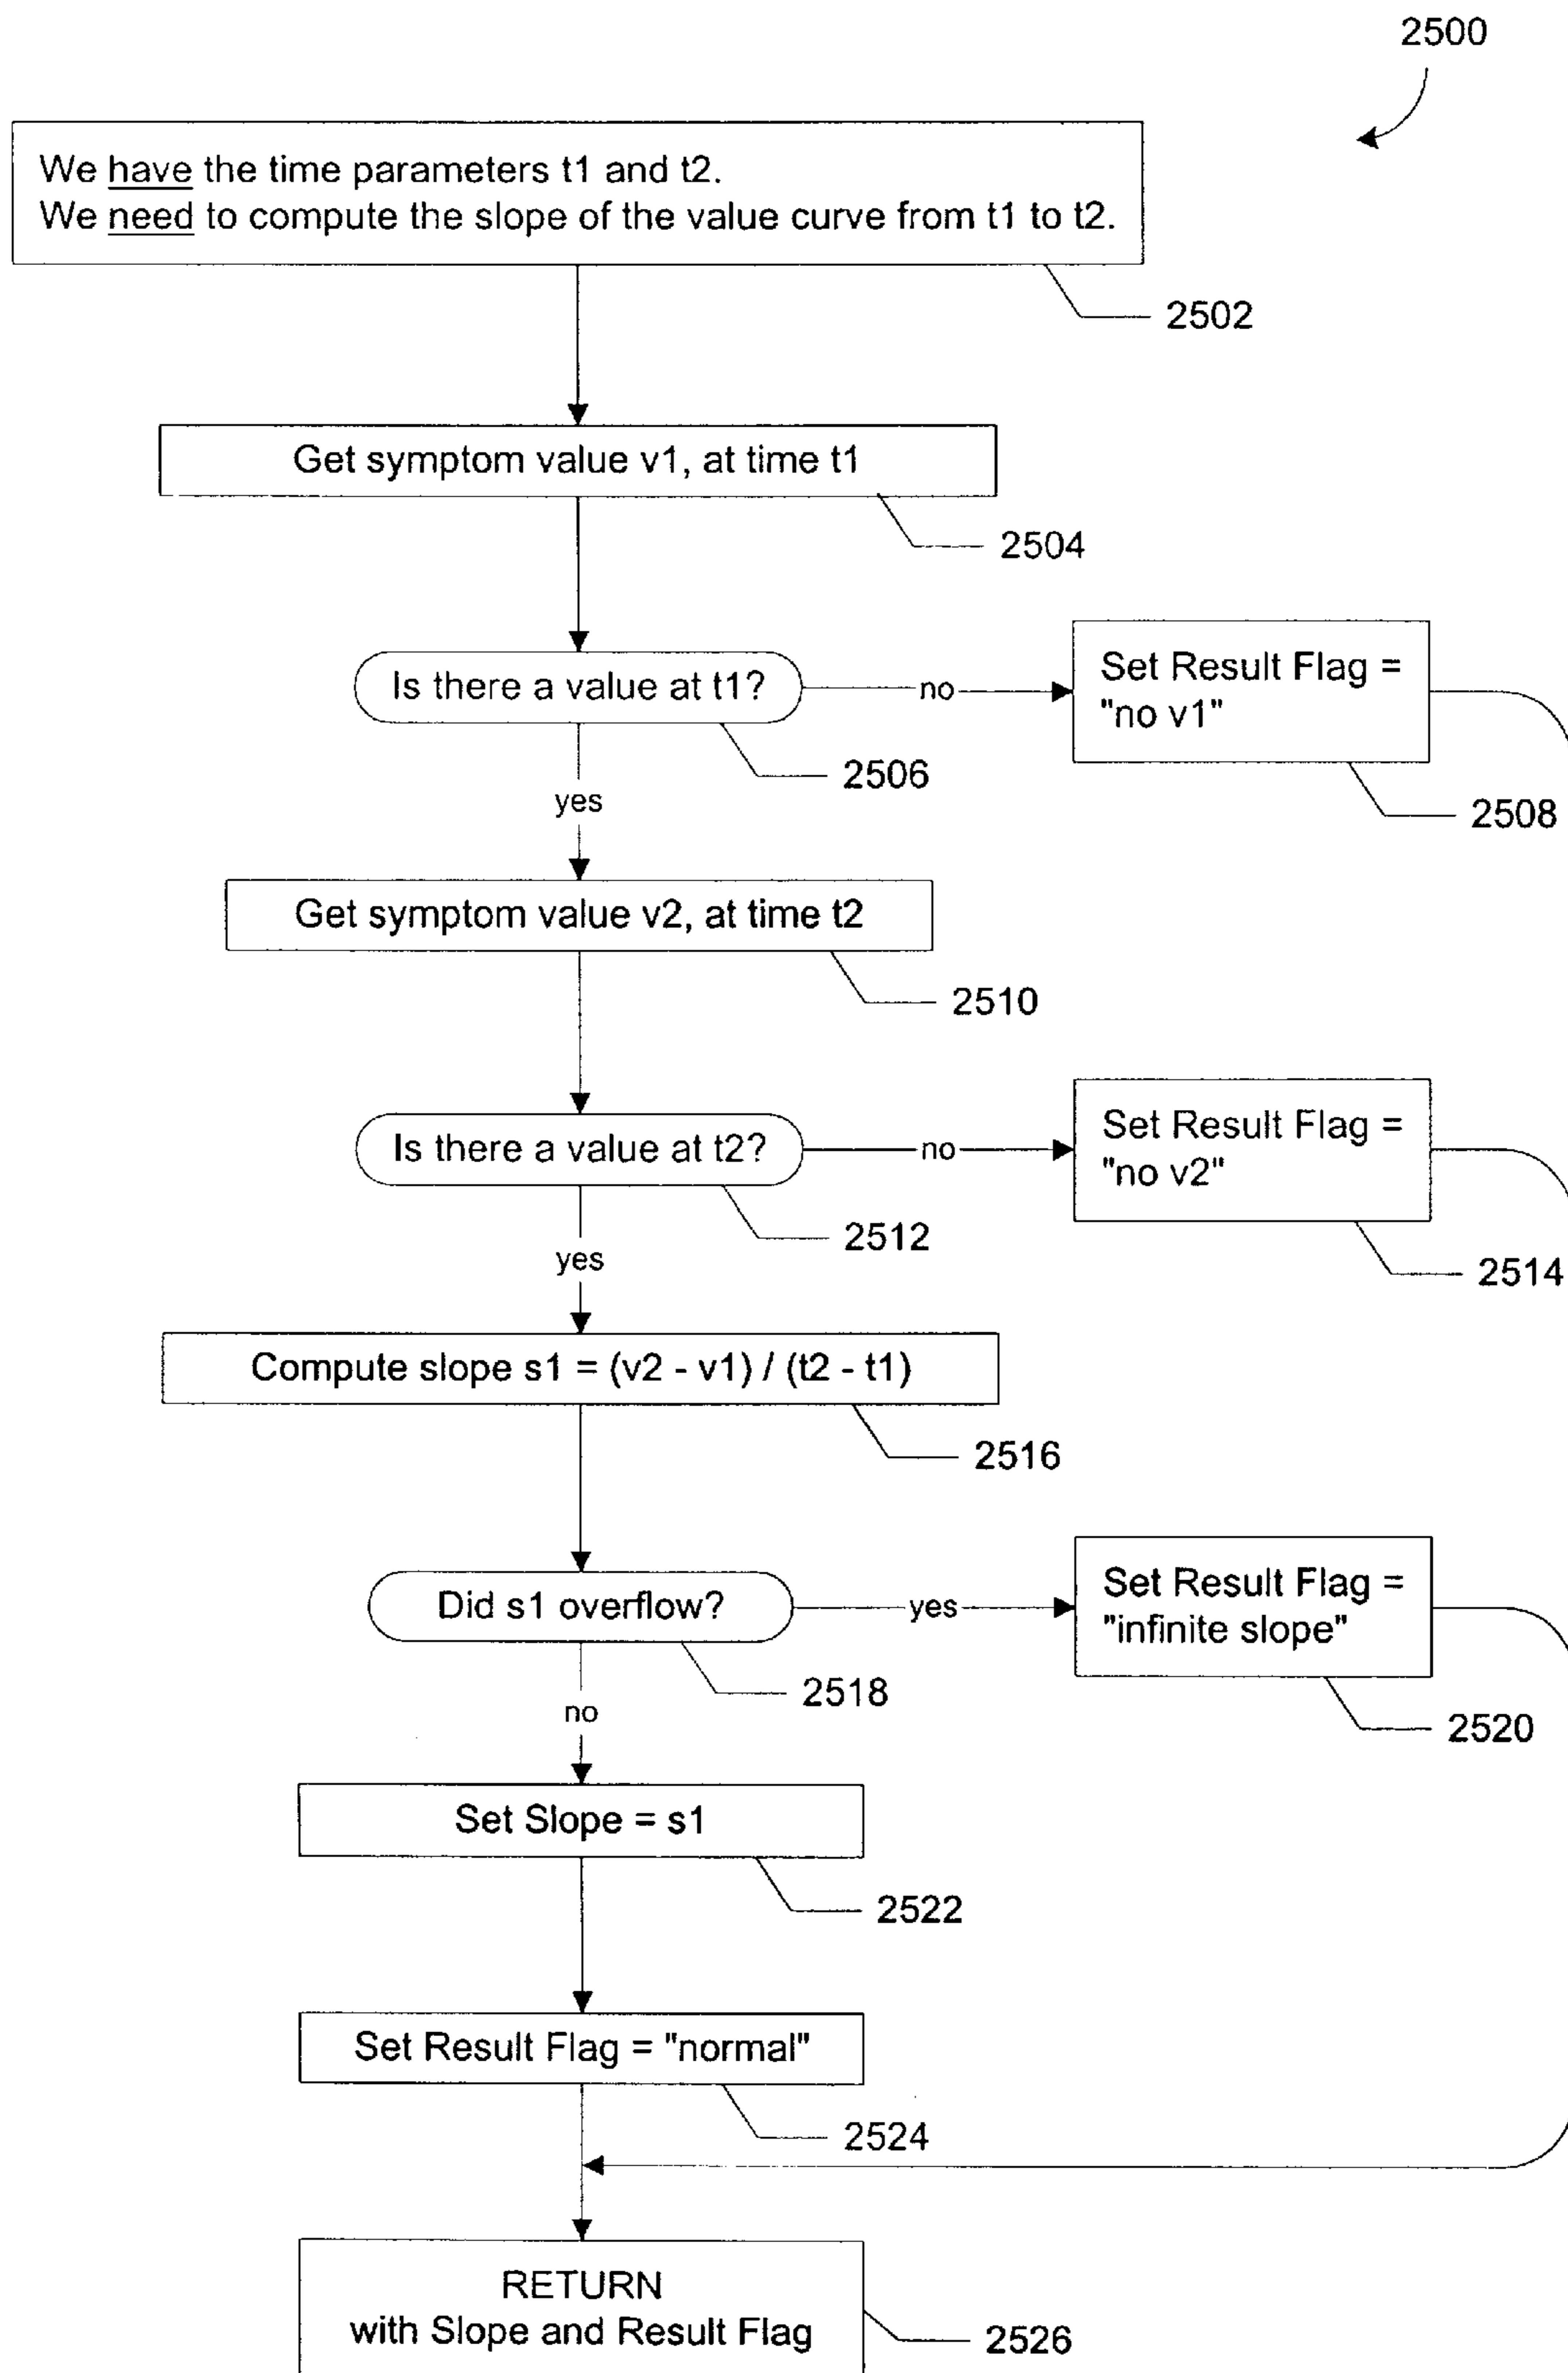 2500
We have the time parameters t1 and t2.
We need to compute the slope of the value curve from t1 to t2.
2502
Get symptom value v1, at time t1
2504
Is there a value at t1?
no
Set Result Flag =
"no v1"
2506
2508
yes
Get symptom value v2, at time t2
2510
Is there a value at t2?
no
Set Result Flag =
"no v2"
2512
2514
yes
Compute slope s1 = (v2 - v1) / (t2 - t1)
2516
Did s1 overflow?
yes
Set Result Flag =
"infinite slope"
2518
2520
no
Set Slope = s1
2522
Set Result Flag = "normal"
2524
RETURN
with Slope and Result Flag
2526